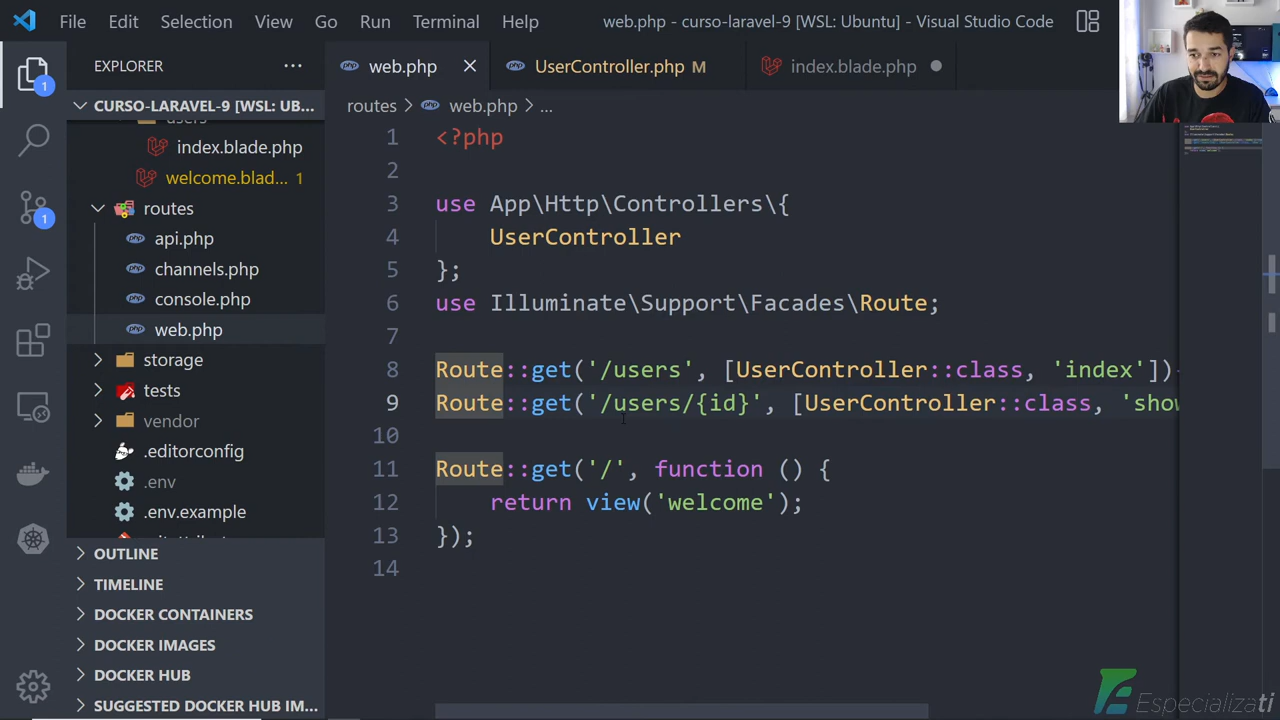 File Edit Selection View Go Run Terminal Help web.php - curso-laravel-9 [WSL: Ubuntu] - Visual Studio Code
EXPLORER
CURSO-LARAVEL-9 [WSL: UB...
index.blade.php
welcome.blad... 1
routes
api.php
channels.php
console.php
web.php
storage
tests
vendor
.editorconfig
.env
.env.example
OUTLINE
TIMELINE
DOCKER CONTAINERS
DOCKER IMAGES
DOCKER HUB
SUGGESTED DOCKER HUB IM...
1
1
web.php
UserController.php M
index.blade.php
routes > web.php > ...
1 <?php
2
3 use App\Http\Controllers\{
4 UserController
5 };
6 use Illuminate\Support\Facades\Route;
7
8 Route::get('/users', [UserController::class, 'index'])
9 Route::get('/users/{id}', [UserController::class, 'show
10
11 Route::get('/', function () {
12 return view('welcome');
13 });
14
Especializati